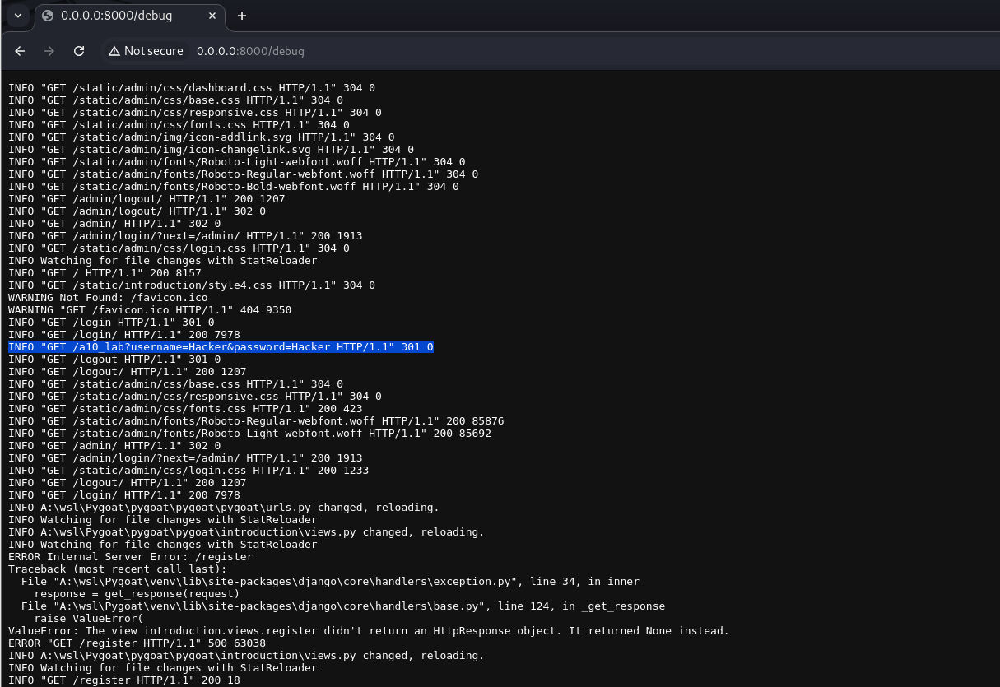 0.0.0.0:8000/debug
Not secure 0.0.0.0:8000/debug
INFO "GET /static/admin/css/dashboard.css HTTP/1.1" 304 0
INFO "GET /static/admin/css/base.css HTTP/1.1" 304 0
INFO "GET /static/admin/css/responsive.css HTTP/1.1" 304 0
INFO "GET /static/admin/css/fonts.css HTTP/1.1" 304 0
INFO "GET /static/admin/img/icon-addlink.svg HTTP/1.1" 304 0
INFO "GET /static/admin/img/icon-changelink.svg HTTP/1.1" 304 0
INFO "GET /static/admin/fonts/Roboto-Light-webfont.woff HTTP/1.1" 304 0
INFO "GET /static/admin/fonts/Roboto-Regular-webfont.woff HTTP/1.1" 304 0
INFO "GET /static/admin/fonts/Roboto-Bold-webfont.woff HTTP/1.1" 304 0
INFO "GET /admin/logout/ HTTP/1.1" 200 1207
INFO "GET /admin/logout/ HTTP/1.1" 302 0
INFO "GET /admin/ HTTP/1.1" 302 0
INFO "GET /admin/login/?next=/admin/ HTTP/1.1" 200 1913
INFO "GET /static/admin/css/login.css HTTP/1.1" 304 0
INFO Watching for file changes with StatReloader
INFO "GET / HTTP/1.1" 200 8157
INFO "GET /static/introduction/style4.css HTTP/1.1" 304 0
WARNING Not Found: /favicon.ico
WARNING "GET /favicon.ico HTTP/1.1" 404 9350
INFO "GET /login HTTP/1.1" 301 0
INFO "GET /login/ HTTP/1.1" 200 7978
INFO "GET /a10_lab?username=Hacker&password=Hacker HTTP/1.1" 301 0
INFO "GET /logout HTTP/1.1" 301 0
INFO "GET /logout/ HTTP/1.1" 200 1207
INFO "GET /static/admin/css/base.css HTTP/1.1" 304 0
INFO "GET /static/admin/css/responsive.css HTTP/1.1" 304 0
INFO "GET /static/admin/css/fonts.css HTTP/1.1" 200 423
INFO "GET /static/admin/fonts/Roboto-Regular-webfont.woff HTTP/1.1" 200 85876
INFO "GET /static/admin/fonts/Roboto-Light-webfont.woff HTTP/1.1" 200 85692
INFO "GET /admin/ HTTP/1.1" 302 0
INFO "GET /admin/login/?next=/admin/ HTTP/1.1" 200 1913
INFO "GET /static/admin/css/login.css HTTP/1.1" 200 1233
INFO "GET /logout/ HTTP/1.1" 200 1207
INFO "GET /login/ HTTP/1.1" 200 7978
INFO A:\wsl\Pygoat\pygoat\pygoat\urls.py changed, reloading.
INFO Watching for file changes with StatReloader
INFO A:\wsl\Pygoat\pygoat\introduction\views.py changed, reloading.
INFO Watching for file changes with StatReloader
ERROR Internal Server Error: /register
Traceback (most recent call last):
  File "A:\wsl\Pygoat\venv\lib\site-packages\django\core\handlers\exception.py", line 34, in inner
    response = get_response(request)
  File "A:\wsl\Pygoat\venv\lib\site-packages\django\core\handlers\base.py", line 124, in _get_response
    raise ValueError(
ValueError: The view introduction.views.register didn't return an HttpResponse object. It returned None instead.
ERROR "GET /register HTTP/1.1" 500 63038
INFO A:\wsl\Pygoat\pygoat\introduction\views.py changed, reloading.
INFO Watching for file changes with StatReloader
INFO "GET /register HTTP/1.1" 200 18